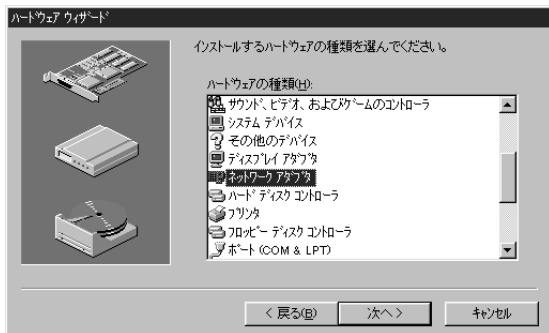 ﾊｰﾄﾞｳｪｱ ｳｨｻﾞｰﾄﾞ
ｲﾝｽﾄｰﾙするﾊｰﾄﾞｳｪｱの種類を選んでください。
ﾊｰﾄﾞｳｪｱの種類(H):
ｻｳﾝﾄﾞ、ﾋﾞﾃﾞｵ、およびｹﾞｰﾑのｺﾝﾄﾛｰﾗ
ｼｽﾃﾑ ﾃﾞﾊﾞｲｽ
その他のﾃﾞﾊﾞｲｽ
ﾃﾞｨｽﾌﾟﾚｲ ｱﾀﾞﾌﾟﾀ
ﾈｯﾄﾜｰｸ ｱﾀﾞﾌﾟﾀ
ﾊｰﾄﾞ ﾃﾞｨｽｸ ｺﾝﾄﾛｰﾗ
ﾌﾟﾘﾝﾀ
ﾌﾛｯﾋﾟｰ ﾃﾞｨｽｸ ｺﾝﾄﾛｰﾗ
ﾎﾟｰﾄ (COM & LPT)
< 戻る(B)
次へ >
ｷｬﾝｾﾙ